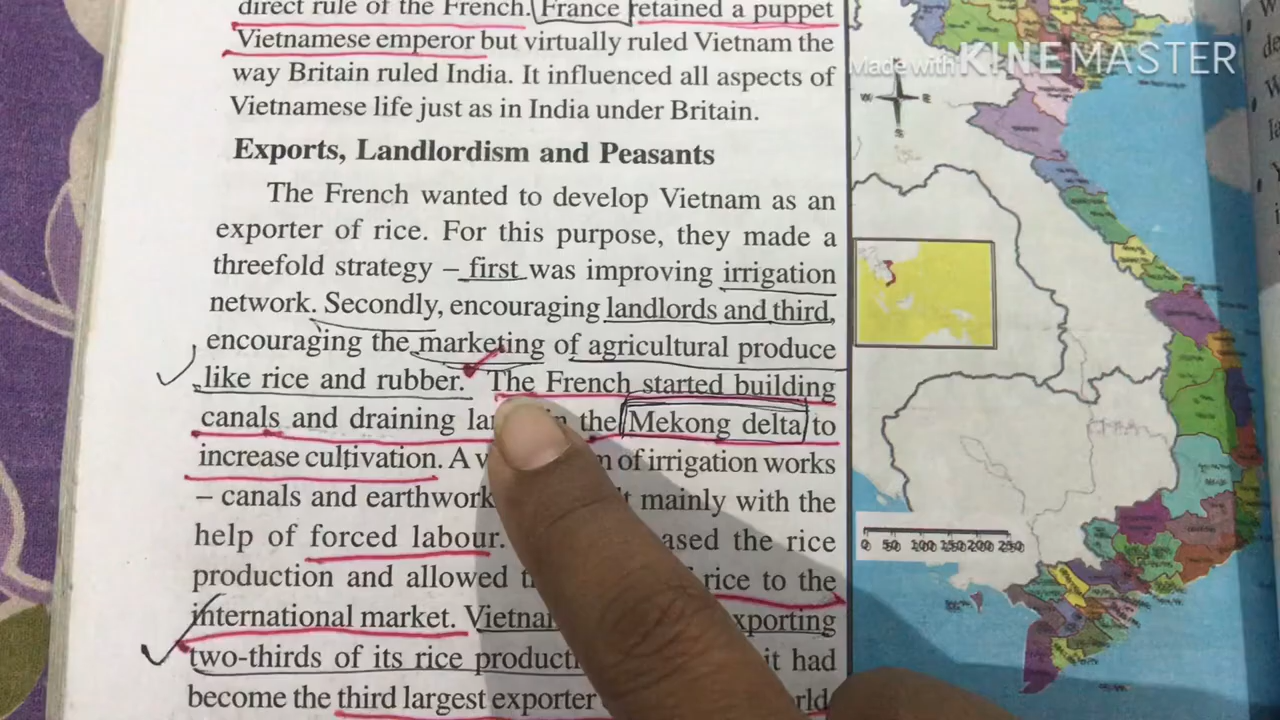 direct rule of the French. France retained a puppet
Vietnamese emperor but virtually ruled Vietnam the
way Britain ruled India. It influenced all aspects of
Vietnamese life just as in India under Britain.
Exports, Landlordism and Peasants
The French wanted to develop Vietnam as an
exporter of rice. For this purpose, they made a
threefold strategy – first was improving irrigation
network. Secondly, encouraging landlords and third,
encouraging the marketing of agricultural produce
like rice and rubber. The French started building
canals and draining in the Mekong delta to
increase cultivation. A of irrigation works
– canals and earthwork mainly with the
help of forced labour. the rice
production and allowed rice to the
international market.
two-thirds of its rice it had
become the third largest exporter
Made with KINEMASTER
W E
S
0 50 100 150 200 250